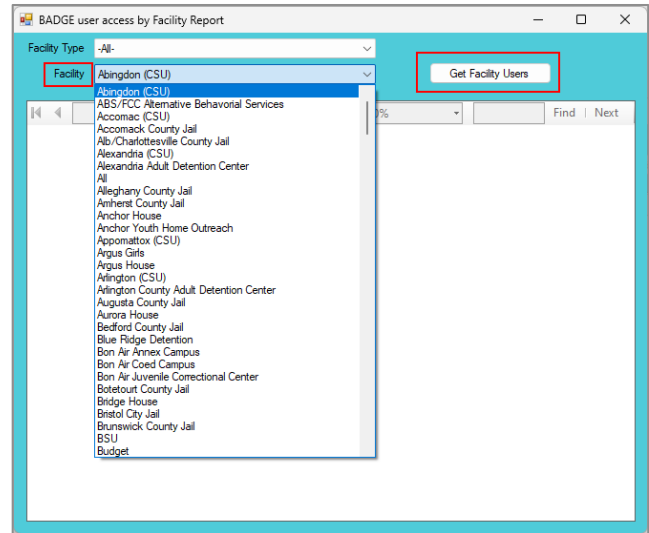 BADGE user access by Facility Report
Facility Type -All-
Facility Abingdon (CSU) Get Facility Users
Abingdon (CSU)
ABS/FCC Alternative Behavorial Services
Accomac (CSU)
0% Find | Next
Accomack County Jail
Alb/Charlottesville County Jail
Alexandria (CSU)
Alexandria Adult Detention Center
All
Alleghany County Jail
Amherst County Jail
Anchor House
Anchor Youth Home Outreach
Appomattox (CSU)
Argus Girls
Argus House
Arlington (CSU)
Arlington County Adult Detention Center
Augusta County Jail
Aurora House
Bedford County Jail
Blue Ridge Detention
Bon Air Annex Campus
Bon Air Coed Campus
Bon Air Juvenile Correctional Center
Botetourt County Jail
Bridge House
Bristol City Jail
Brunswick County Jail
BSU
Budget